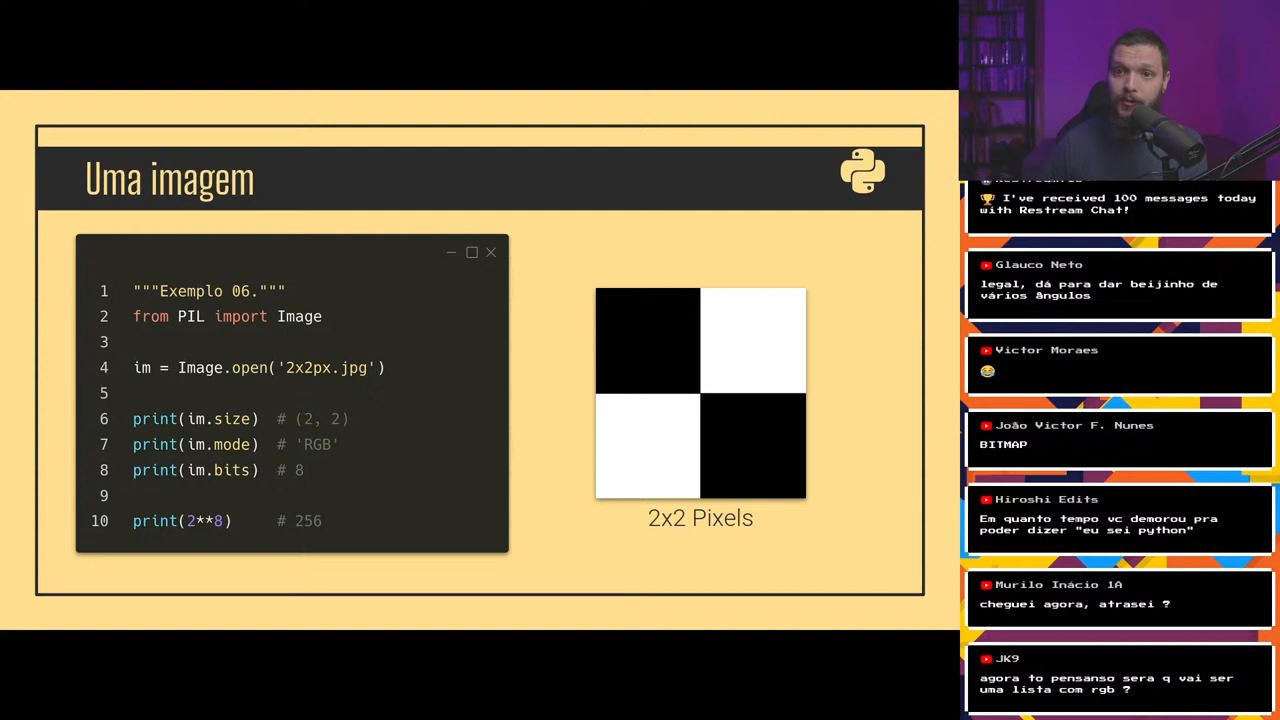 Uma imagem
1 """Exemplo 06."""
2 from PIL import Image
3
4 im = Image.open('2x2px.jpg')
5
6 print(im.size) # (2, 2)
7 print(im.mode) # 'RGB'
8 print(im.bits) # 8
9
10 print(2**8) # 256
2x2 Pixels
🏆 I've received 100 messages today
with Restream Chat!
Glauco Neto
legal, dá para dar beijinho de
vários ângulos
Victor Moraes
😂
João Victor F. Nunes
BITMAP
Hiroshi Edits
Em quanto tempo vc demorou pra
poder dizer "eu sei python"
Murilo Inácio 1A
cheguei agora, atrasei ?
JK9
agora to pensanso sera q vai ser
uma lista com rgb ?